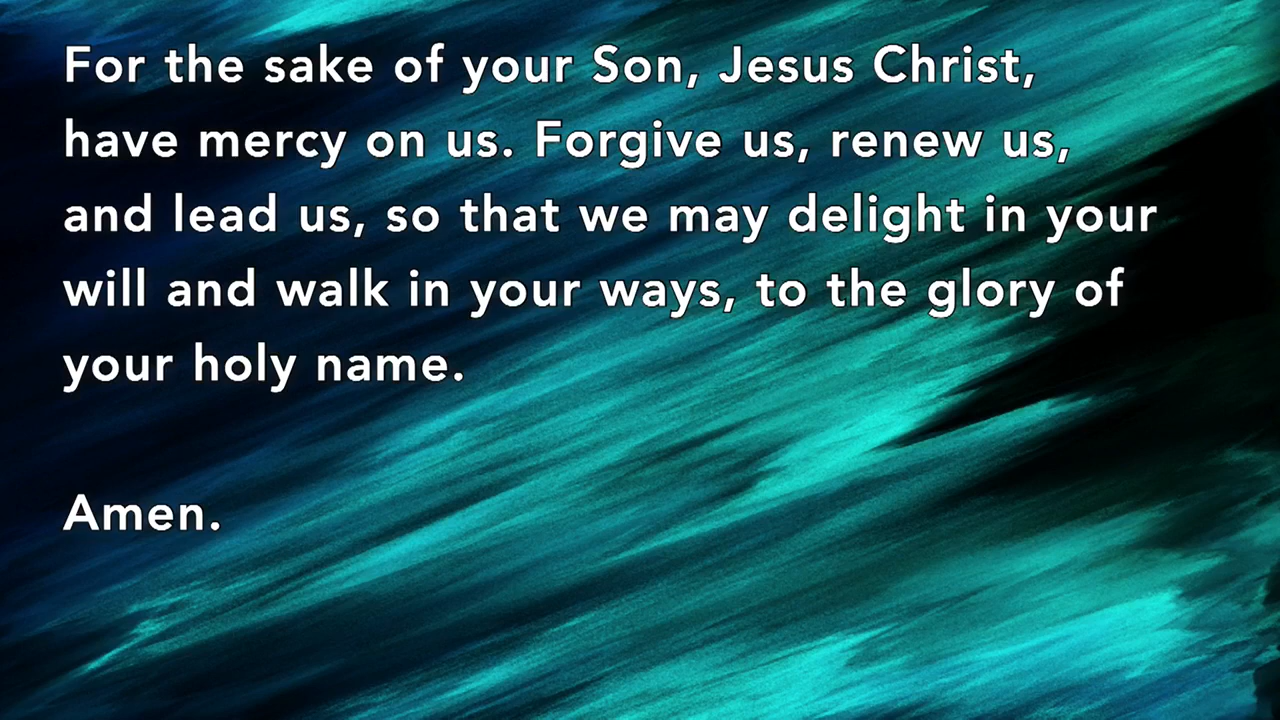 For the sake of your Son, Jesus Christ,
have mercy on us. Forgive us, renew us,
and lead us, so that we may delight in your
will and walk in your ways, to the glory of
your holy name.
Amen.